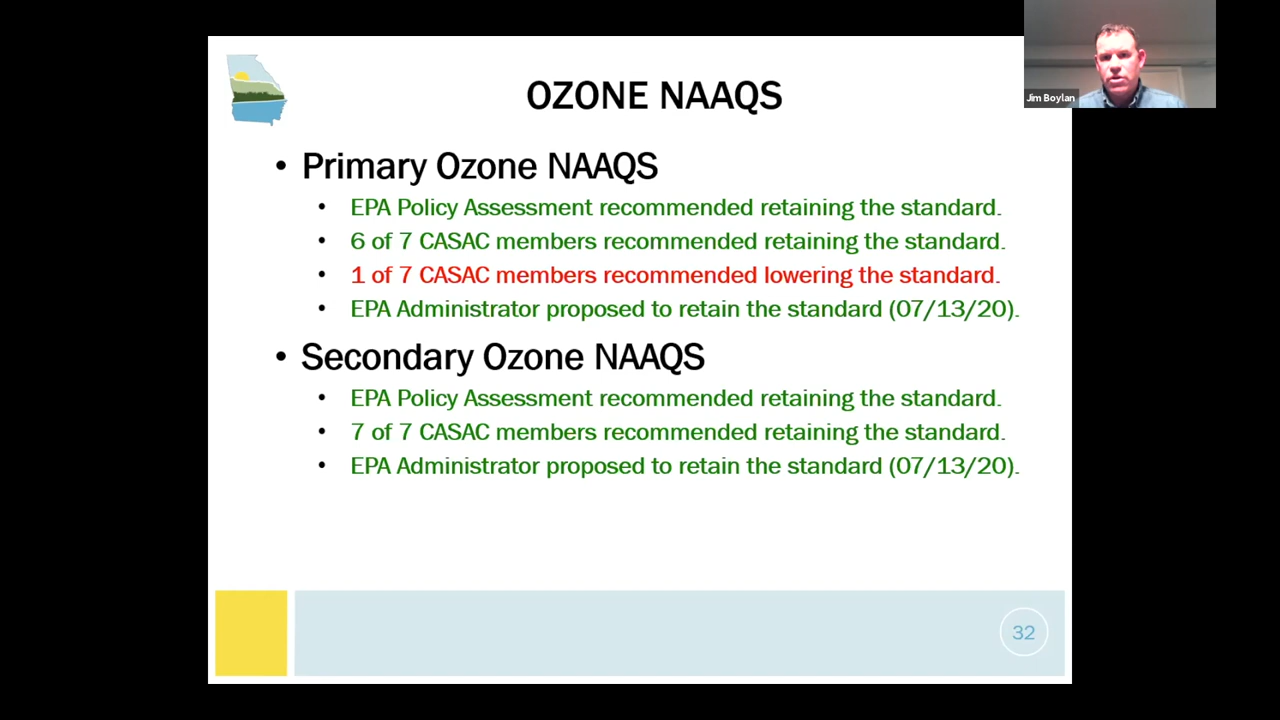 Jim Boylan
OZONE NAAQS
• Primary Ozone NAAQS
• EPA Policy Assessment recommended retaining the standard.
• 6 of 7 CASAC members recommended retaining the standard.
• 1 of 7 CASAC members recommended lowering the standard.
• EPA Administrator proposed to retain the standard (07/13/20).
• Secondary Ozone NAAQS
• EPA Policy Assessment recommended retaining the standard.
• 7 of 7 CASAC members recommended retaining the standard.
• EPA Administrator proposed to retain the standard (07/13/20).
32